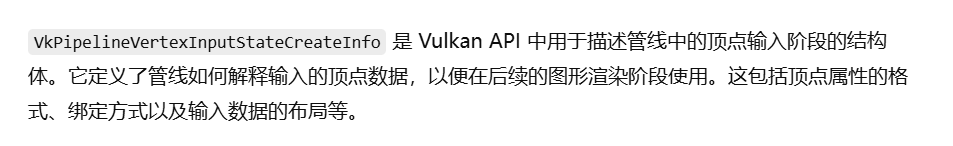 VkPipelineVertexInputStateCreateInfo 是 Vulkan API 中用于描述管线中的顶点输入阶段的结构
体。它定义了管线如何解释输入的顶点数据，以便在后续的图形渲染阶段使用。这包括顶点属性的格
式、绑定方式以及输入数据的布局等。